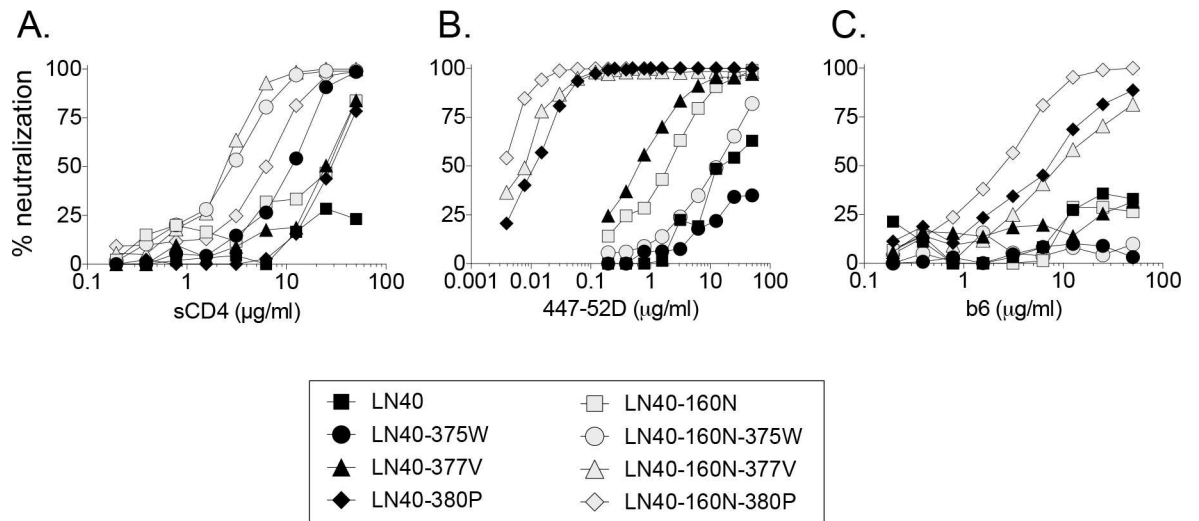 A. B. C.
% neutralization
100 100 100
75 75 75
50 50 50
25 25 25
0 0 0
0.1 1 10 100 0.001 0.01 0.1 1 10 100 0.1 1 10 100
sCD4 (µg/ml) 447-52D (µg/ml) b6 (µg/ml)
LN40 LN40-160N
LN40-375W LN40-160N-375W
LN40-377V LN40-160N-377V
LN40-380P LN40-160N-380P